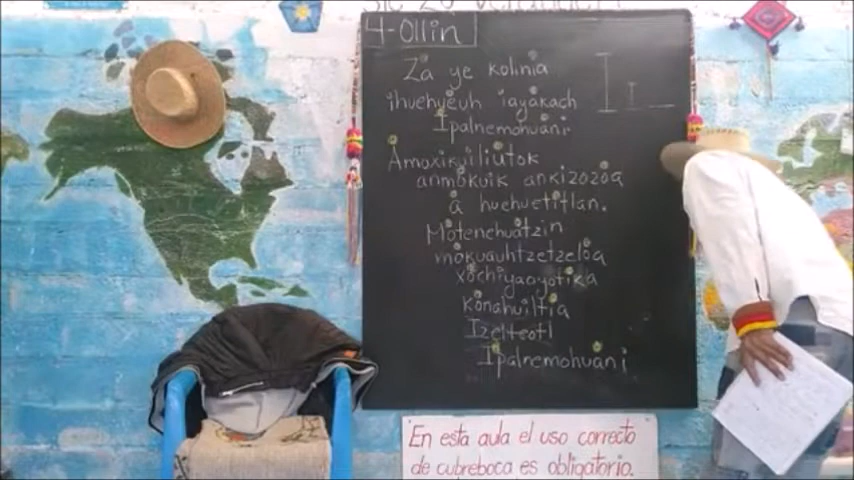 4-Ollin
Za ye kolinia
ihuehueuh iayakach
Ipalnemohuani.
Amoxikuiliutok
anmokuik ankizozoa
a huehuetitlan.
Motenehuatzin
mokuauhtzetzeloa
xochiyaoyotika
konahuiltia
Izelteotl
Ipalnemohuani.
I I _
En esta aula el uso correcto
de cubreboca es obligatorio.